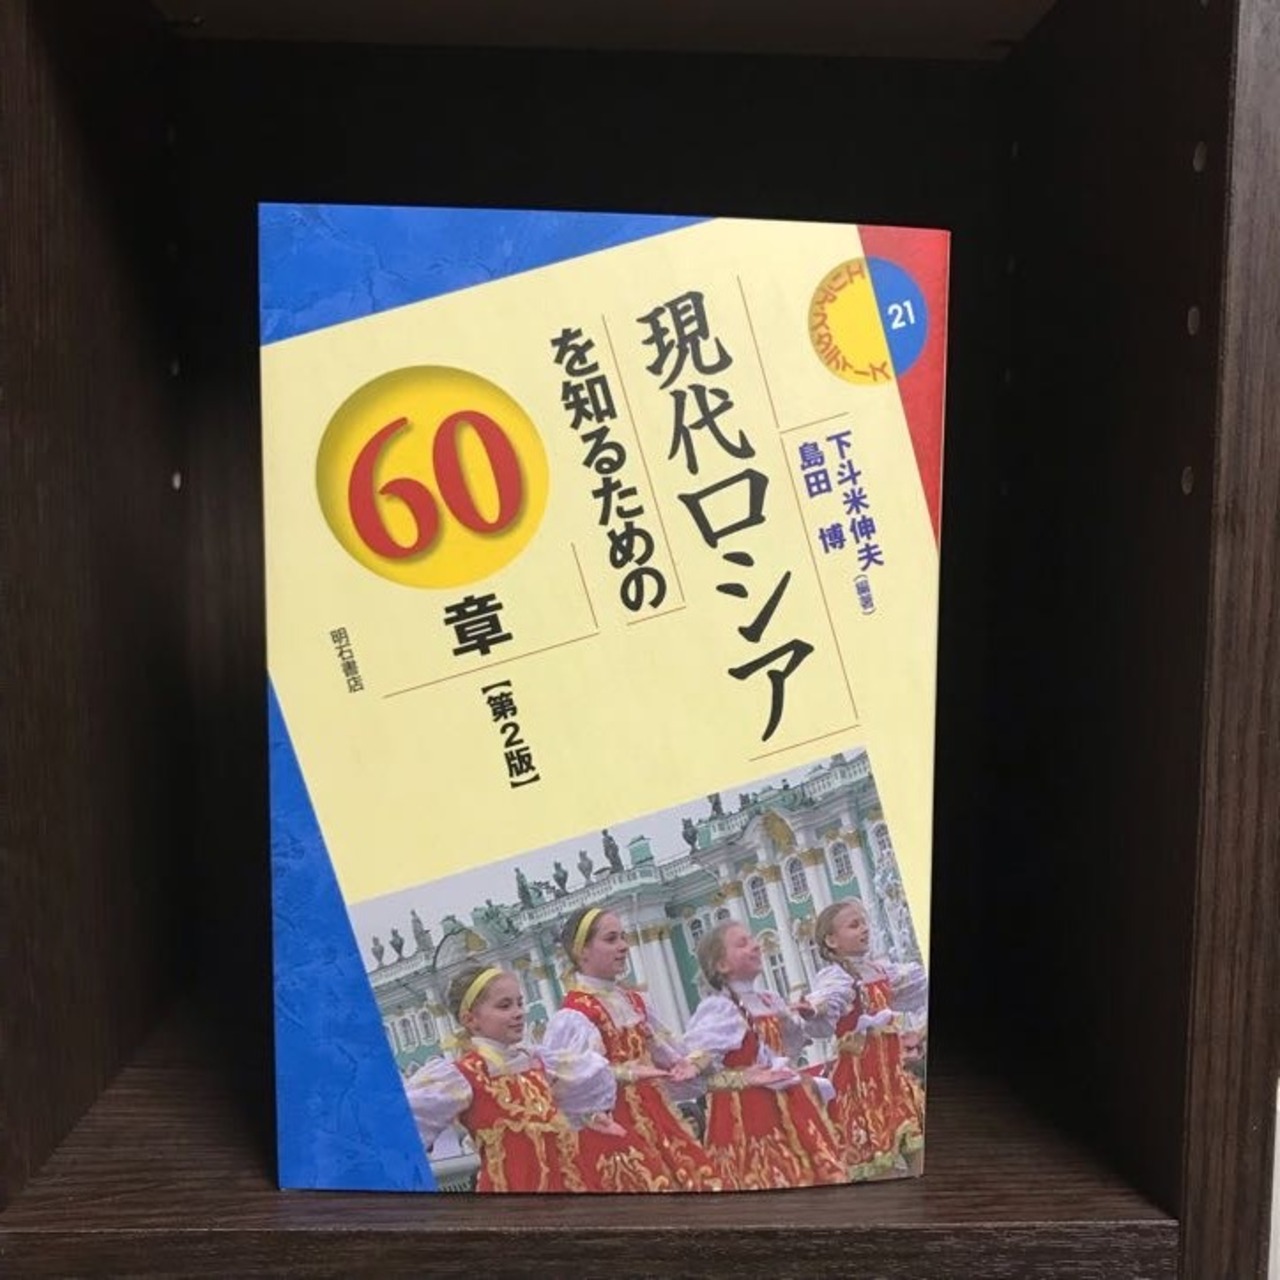 エリア・スタディーズ
21
下斗米伸夫
島田 博
(編著)
現代ロシア
を知るための
60
章
【第2版】
明石書店